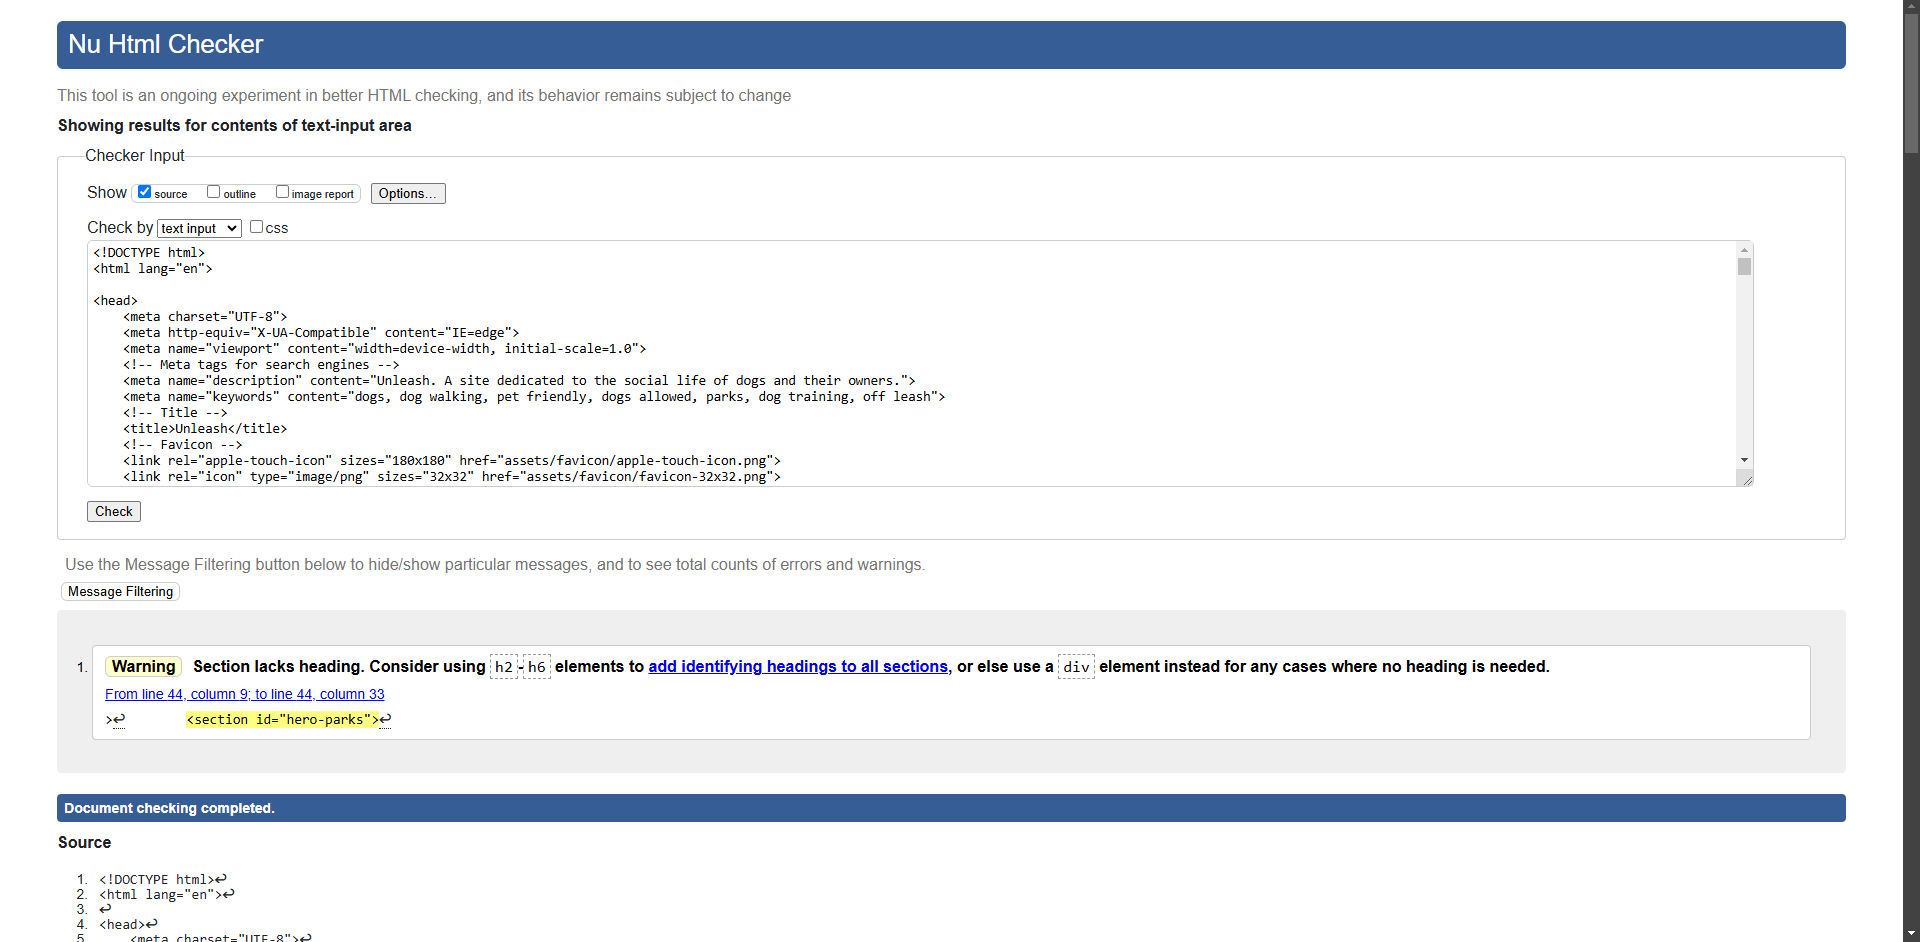 Nu Html Checker
This tool is an ongoing experiment in better HTML checking, and its behavior remains subject to change
Showing results for contents of text-input area
Checker Input
Show source outline image report Options...
Check by text input css
<!DOCTYPE html>
<html lang="en">
<head>
<meta charset="UTF-8">
<meta http-equiv="X-UA-Compatible" content="IE=edge">
<meta name="viewport" content="width=device-width, initial-scale=1.0">
<!-- Meta tags for search engines -->
<meta name="description" content="Unleash. A site dedicated to the social life of dogs and their owners.">
<meta name="keywords" content="dogs, dog walking, pet friendly, dogs allowed, parks, dog training, off leash">
<!-- Title -->
<title>Unleash</title>
<!-- Favicon -->
<link rel="apple-touch-icon" sizes="180x180" href="assets/favicon/apple-touch-icon.png">
<link rel="icon" type="image/png" sizes="32x32" href="assets/favicon/favicon-32x32.png">
Check
Use the Message Filtering button below to hide/show particular messages, and to see total counts of errors and warnings.
Message Filtering
1. Warning Section lacks heading. Consider using h2-h6 elements to add identifying headings to all sections, or else use a div element instead for any cases where no heading is needed.
From line 44, column 9; to line 44, column 33
>↩ <section id="hero-parks">↩
Document checking completed.
Source
1. <!DOCTYPE html>↩
2. <html lang="en">↩
3. ↩
4. <head>↩
5. <meta charset="UTF-8">↩